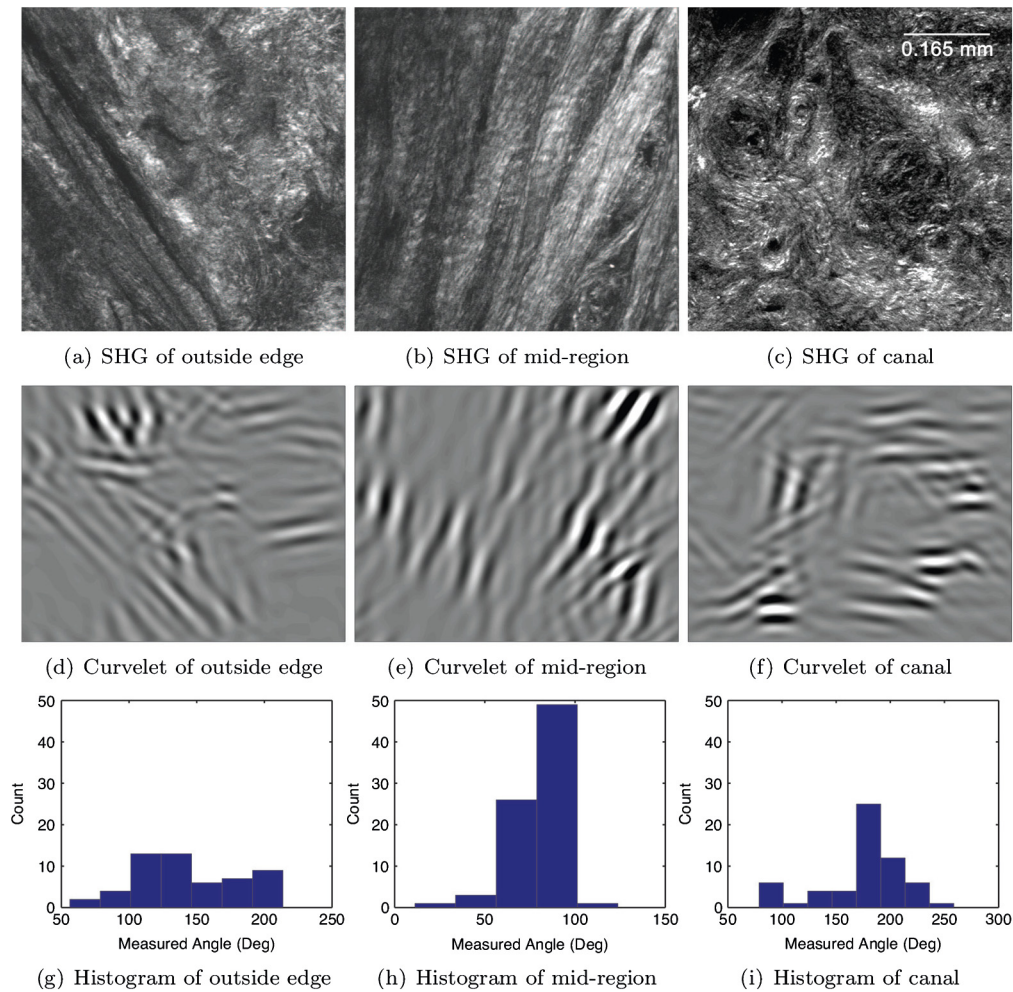 0.165 mm
(a) SHG of outside edge
(b) SHG of mid-region
(c) SHG of canal
(d) Curvelet of outside edge
(e) Curvelet of mid-region
(f) Curvelet of canal
50
40
30
20
10
0
Count
50 100 150 200 250
Measured Angle (Deg)
50
40
30
20
10
0
Count
0 50 100 150
Measured Angle (Deg)
50
40
30
20
10
0
Count
50 100 150 200 250 300
Measured Angle (Deg)
(g) Histogram of outside edge
(h) Histogram of mid-region
(i) Histogram of canal